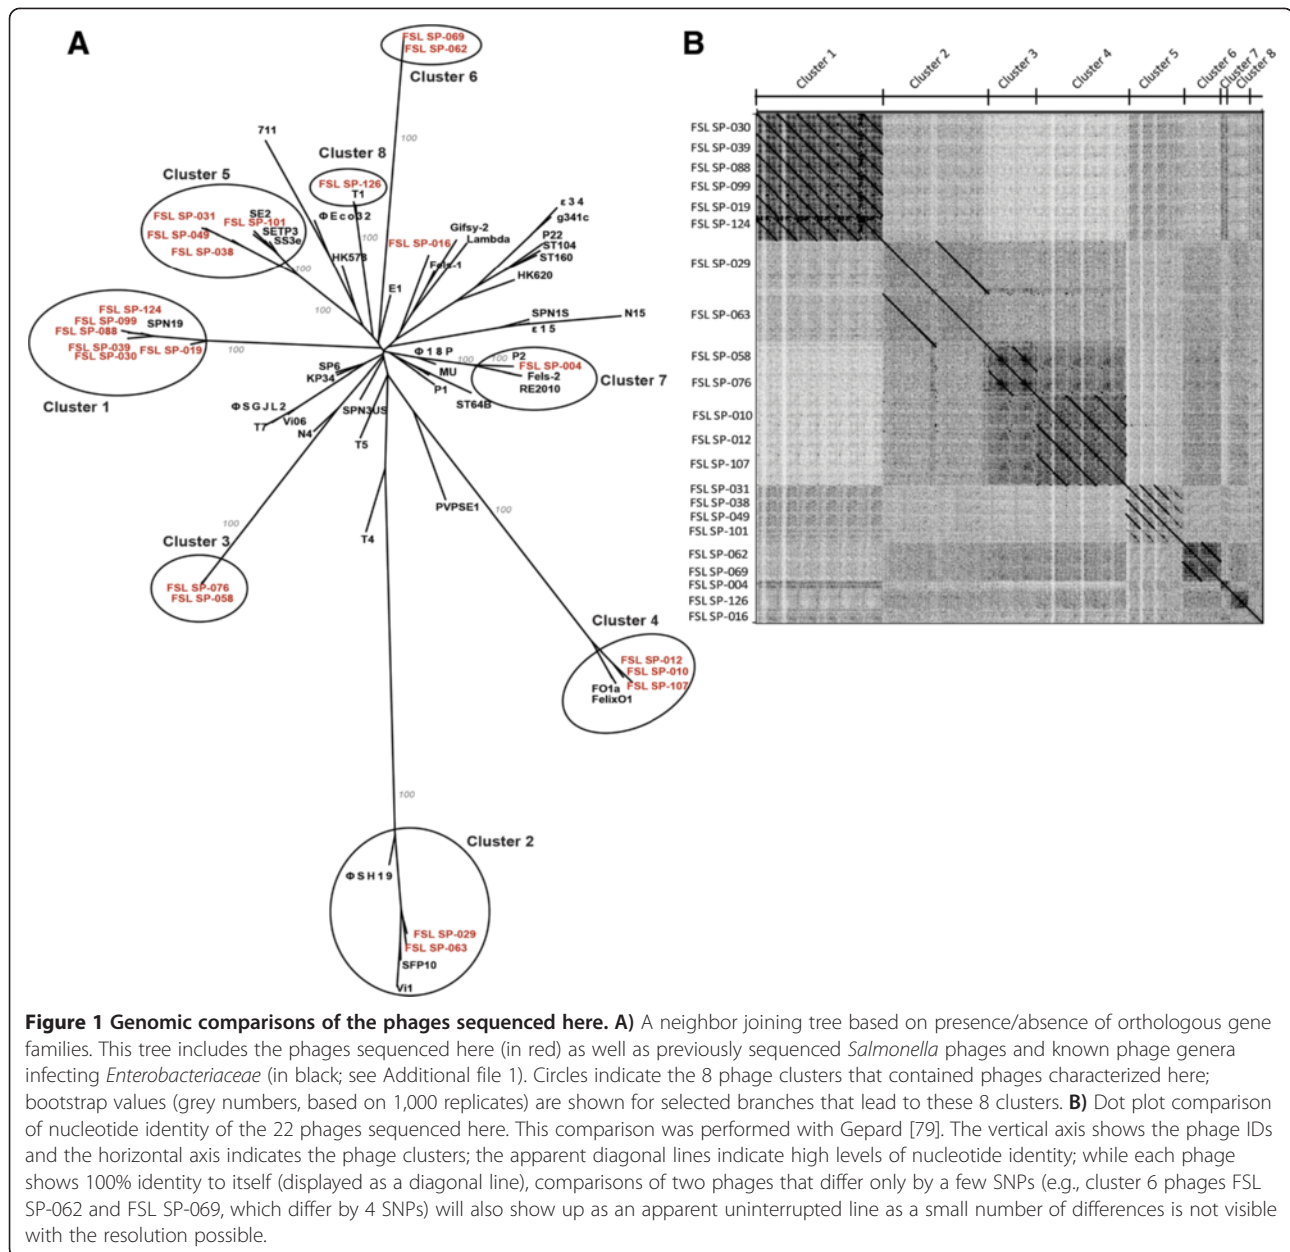 A
FSL SP-069
FSL SP-062
Cluster 6
100
711
Cluster 8
FSL SP-126
T1
Cluster 5
FSL SP-031
SE2
FSL SP-101
FSL SP-049
SETP3
SS3e
FSL SP-038
100
ΦEco32
100
HK578
100
FSL SP-016
Gifsy-2
Lambda
Fels-1
ε34
g341c
P22
ST104
ST160
HK620
E1
SPN1S
N15
ε15
FSL SP-124
FSL SP-099
SPN19
FSL SP-088
FSL SP-039
FSL SP-019
FSL SP-030
100
Cluster 1
SP6
KP34
Φ18P
MU
P1
100
100
P2
FSL SP-004
Fels-2
RE2010
Cluster 7
ST64B
ΦSGJL2
Vi06
T7
N4
SPN3US
T5
PVPSE1
100
T4
100
Cluster 3
FSL SP-076
FSL SP-058
Cluster 4
FSL SP-012
FSL SP-010
FSL SP-107
FO1a
FelixO1
100
Cluster 2
ΦSH19
FSL SP-029
FSL SP-063
SFP10
Vi1
B
Cluster 1
Cluster 2
Cluster 3
Cluster 4
Cluster 5
Cluster 6
Cluster 7
Cluster 8
FSL SP-030
FSL SP-039
FSL SP-088
FSL SP-099
FSL SP-019
FSL SP-124
FSL SP-029
FSL SP-063
FSL SP-058
FSL SP-076
FSL SP-010
FSL SP-012
FSL SP-107
FSL SP-031
FSL SP-038
FSL SP-049
FSL SP-101
FSL SP-062
FSL SP-069
FSL SP-004
FSL SP-126
FSL SP-016
Figure 1 Genomic comparisons of the phages sequenced here. A) A neighbor joining tree based on presence/absence of orthologous gene
families. This tree includes the phages sequenced here (in red) as well as previously sequenced Salmonella phages and known phage genera
infecting Enterobacteriaceae (in black; see Additional file 1). Circles indicate the 8 phage clusters that contained phages characterized here;
bootstrap values (grey numbers, based on 1,000 replicates) are shown for selected branches that lead to these 8 clusters. B) Dot plot comparison
of nucleotide identity of the 22 phages sequenced here. This comparison was performed with Gepard [79]. The vertical axis shows the phage IDs
and the horizontal axis indicates the phage clusters; the apparent diagonal lines indicate high levels of nucleotide identity; while each phage
shows 100% identity to itself (displayed as a diagonal line), comparisons of two phages that differ only by a few SNPs (e.g., cluster 6 phages FSL
SP-062 and FSL SP-069, which differ by 4 SNPs) will also show up as an apparent uninterrupted line as a small number of differences is not visible
with the resolution possible.